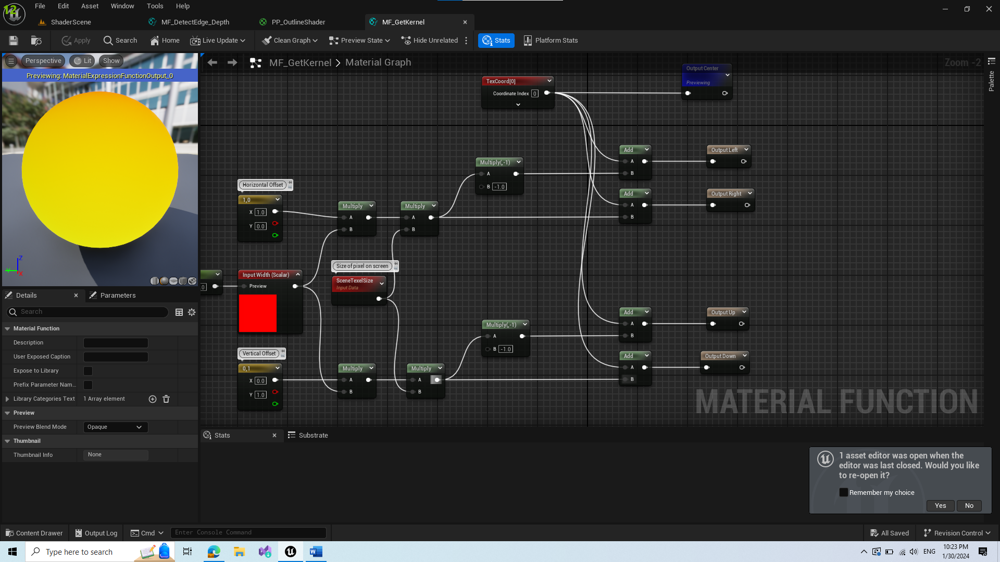 File Edit Asset Window Tools Help
ShaderScene
MF_DetectEdge_Depth
PP_OutlineShader
MF_GetKernel
Apply
Search
Home
Live Update
Clean Graph
Preview State
Hide Unrelated
Stats
Platform Stats
Perspective
Lit
Show
Previewing: MaterialExpressionFunctionOutput_0
Z
Y
X
MF_GetKernel > Material Graph
Zoom -2
Palette
TexCoord[0]
Coordinate Index 0
Output Center
Previewing
Add
A
B
Output Left
Multiply(,-1)
A
B -1.0
Add
A
B
Output Right
Horizontal Offset
1,0
X 1.0
Y 0.0
Multiply
A
B
Multiply
A
B
Size of pixel on screen
SceneTexelSize
Input Data
.0
Input Width (Scalar)
Preview
Multiply(,-1)
A
B -1.0
Add
A
B
Output Up
Vertical Offset
0,1
X 0.0
Y 1.0
Multiply
A
B
Multiply
A
B
Add
A
B
Output Down
MATERIAL FUNCTION
Details
Parameters
Search
Material Function
Description
User Exposed Caption
Expose to Library
Prefix Parameter Nam...
Library Categories Text 1 Array element
Preview
Preview Blend Mode Opaque
Thumbnail
Thumbnail Info None
Stats
Substrate
1 asset editor was open when the
editor was last closed. Would you like
to re-open it?
Remember my choice
Yes No
Content Drawer
Output Log
Cmd
Enter Console Command
All Saved
Revision Control
Type here to search
ENG
10:23 PM
1/30/2024